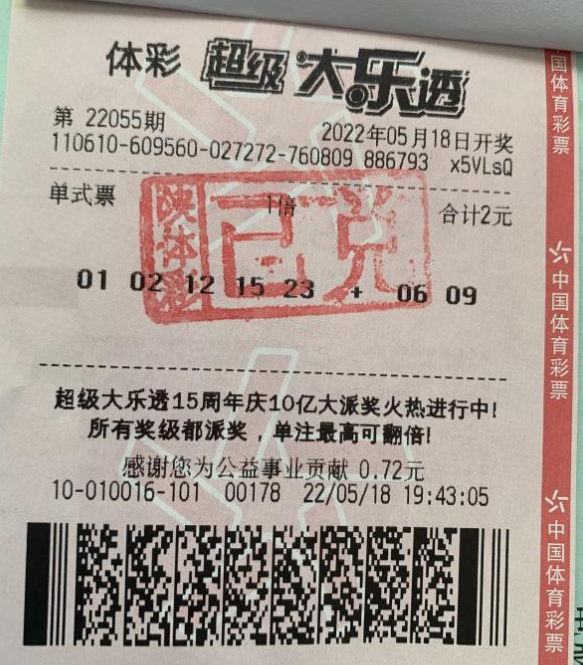 体彩 超级大乐透
第 22055期
2022年05月18日开奖
110610-609560-027272-760809 886793 x5VLsQ
单式票 1倍 合计2元
陕体彩 已兑
01 02 12 15 23 + 06 09
超级大乐透15周年庆10亿大派奖火热进行中!
所有奖级都派奖，单注最高可翻倍!
感谢您为公益事业贡献 0.72元
10-010016-101 00178 22/05/18 19:43:05
中国体育彩票
中国体育彩票
中国体育彩票